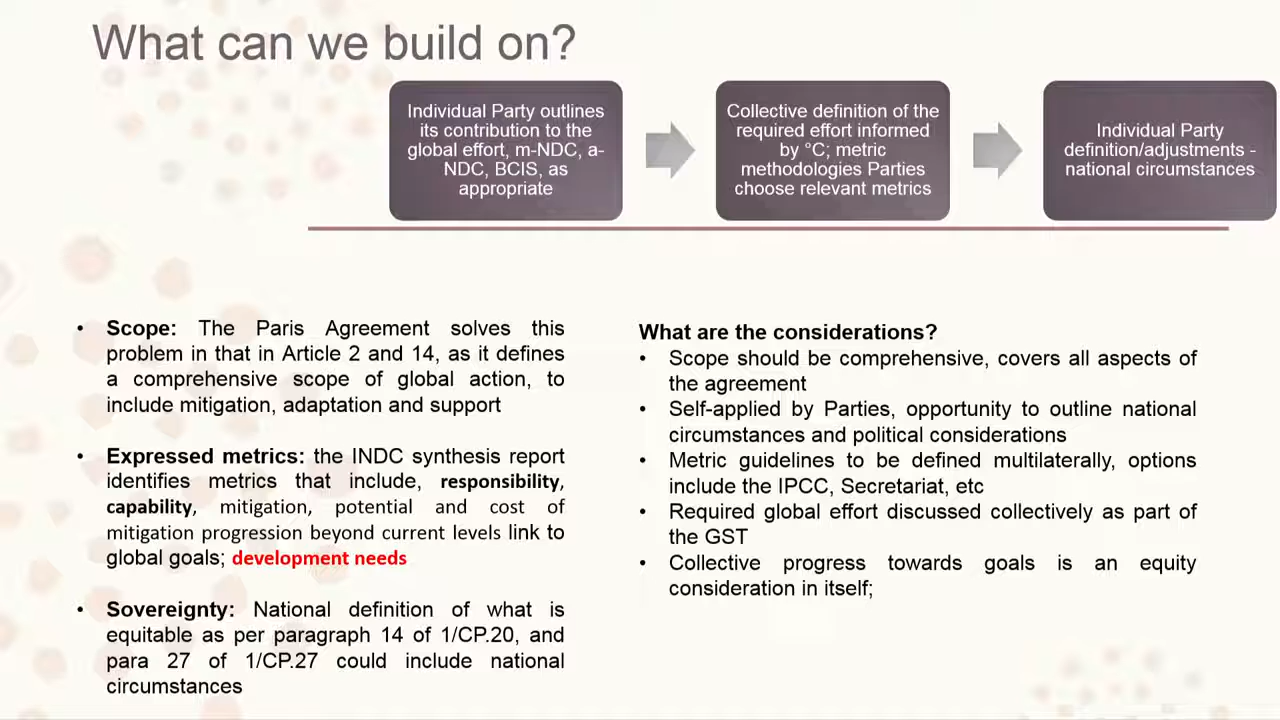 What can we build on?
Individual Party outlines
its contribution to the
global effort, m-NDC, a-
NDC, BCIS, as
appropriate
Collective definition of the
required effort informed
by °C; metric
methodologies Parties
choose relevant metrics
Individual Party
definition/adjustments -
national circumstances
• Scope: The Paris Agreement solves this
problem in that in Article 2 and 14, as it defines
a comprehensive scope of global action, to
include mitigation, adaptation and support
• Expressed metrics: the INDC synthesis report
identifies metrics that include, responsibility,
capability, mitigation, potential and cost of
mitigation progression beyond current levels link to
global goals; development needs
• Sovereignty: National definition of what is
equitable as per paragraph 14 of 1/CP.20, and
para 27 of 1/CP.27 could include national
circumstances
What are the considerations?
• Scope should be comprehensive, covers all aspects of
the agreement
• Self-applied by Parties, opportunity to outline national
circumstances and political considerations
• Metric guidelines to be defined multilaterally, options
include the IPCC, Secretariat, etc
• Required global effort discussed collectively as part of
the GST
• Collective progress towards goals is an equity
consideration in itself;